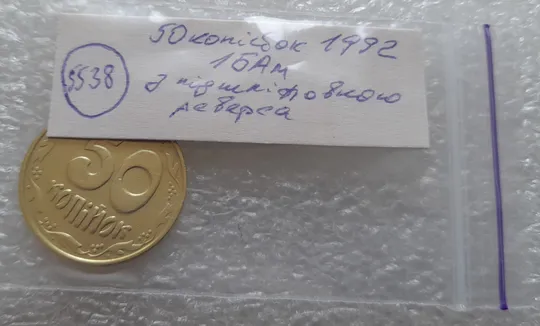 50 копійок 1992
1БАм
5538
з підшліфовкою
реверса
50
КОПІЙОК